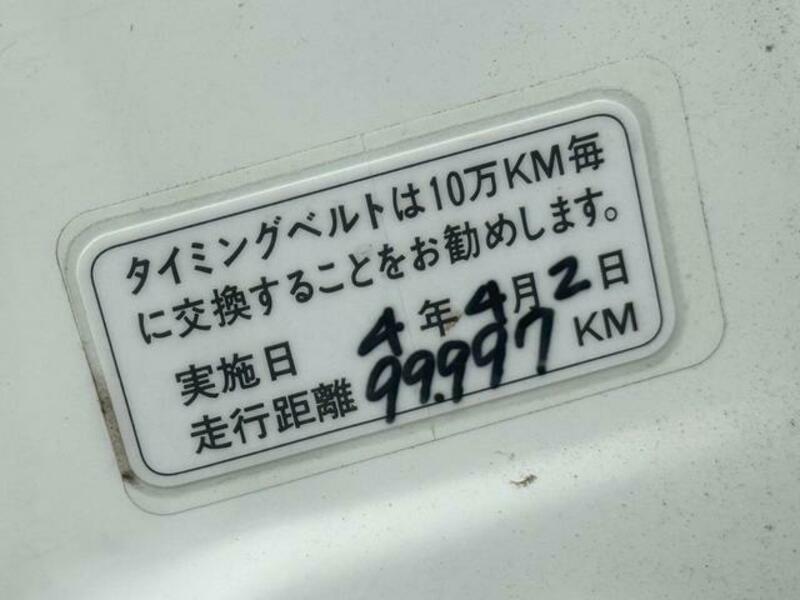 タイミングベルトは10万KM毎
に交換することをお勧めします。
実施日 4年4月2日
走行距離 99.997 KM